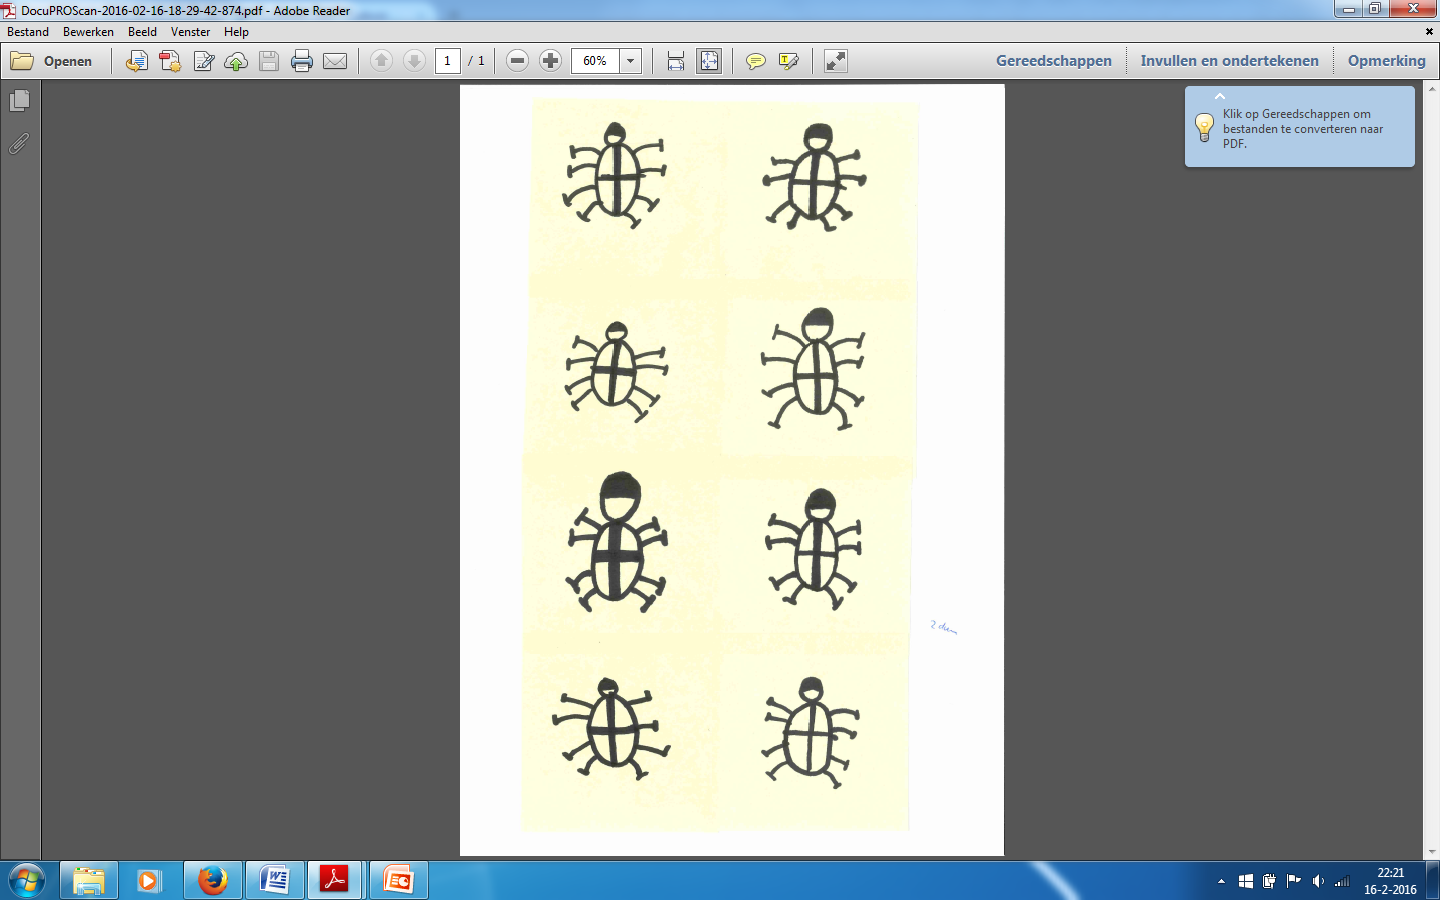 DocuPROScan-2016-02-16-18-29-42-874.pdf - Adobe Reader
Bestand Bewerken Beeld Venster Help
Openen 1 / 1 60% Gereedschappen Invullen en ondertekenen Opmerking
Klik op Gereedschappen om
bestanden te converteren naar
PDF.
22:21
16-2-2016